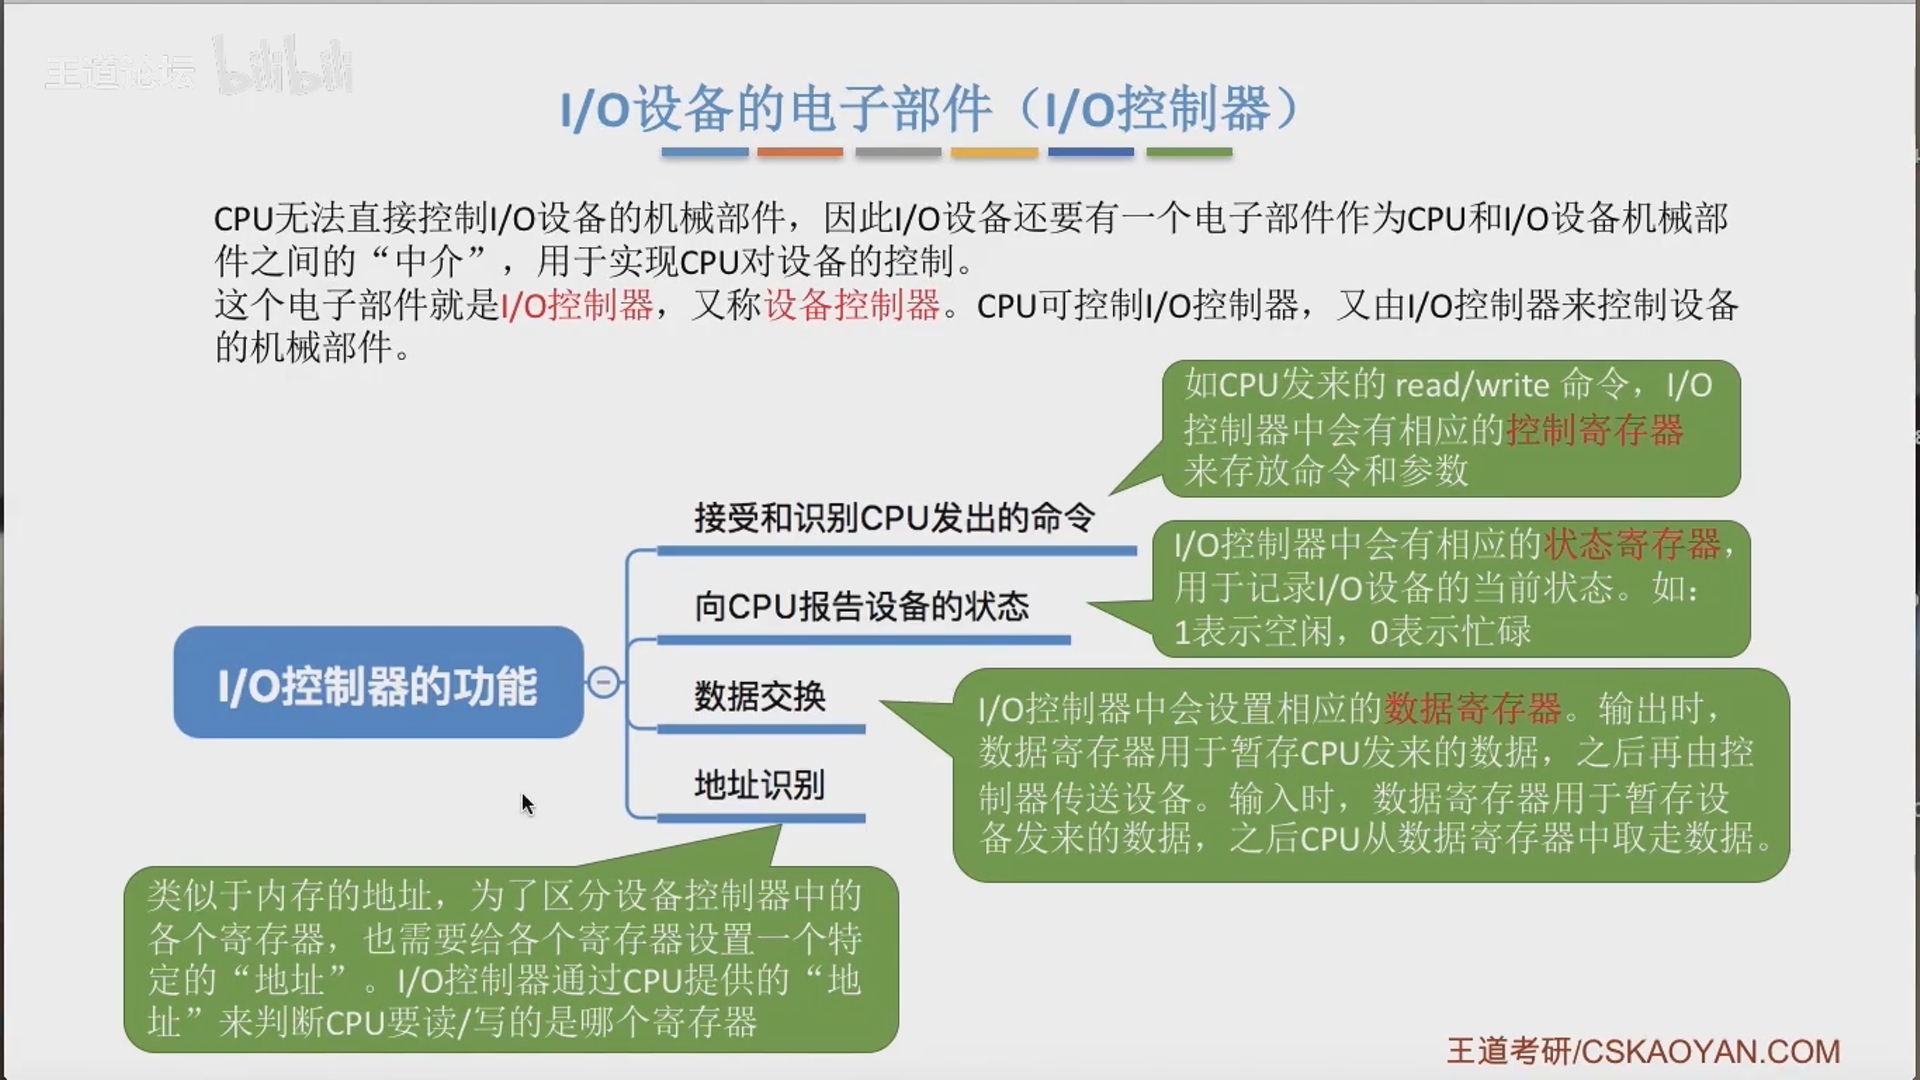 王道论坛 bilibili
I/O设备的电子部件（I/O控制器）
CPU无法直接控制I/O设备的机械部件，因此I/O设备还要有一个电子部件作为CPU和I/O设备机械部
件之间的“中介”，用于实现CPU对设备的控制。
这个电子部件就是I/O控制器，又称设备控制器。CPU可控制I/O控制器，又由I/O控制器来控制设备
的机械部件。
如CPU发来的 read/write 命令，I/O
控制器中会有相应的控制寄存器
来存放命令和参数
接受和识别CPU发出的命令
I/O控制器中会有相应的状态寄存器，
用于记录I/O设备的当前状态。如：
1表示空闲，0表示忙碌
向CPU报告设备的状态
I/O控制器的功能
数据交换
I/O控制器中会设置相应的数据寄存器。输出时，
数据寄存器用于暂存CPU发来的数据，之后再由控
制器传送设备。输入时，数据寄存器用于暂存设
备发来的数据，之后CPU从数据寄存器中取走数据。
地址识别
类似于内存的地址，为了区分设备控制器中的
各个寄存器，也需要给各个寄存器设置一个特
定的“地址”。I/O控制器通过CPU提供的“地
址”来判断CPU要读/写的是哪个寄存器
王道考研/CSKAOYAN.COM